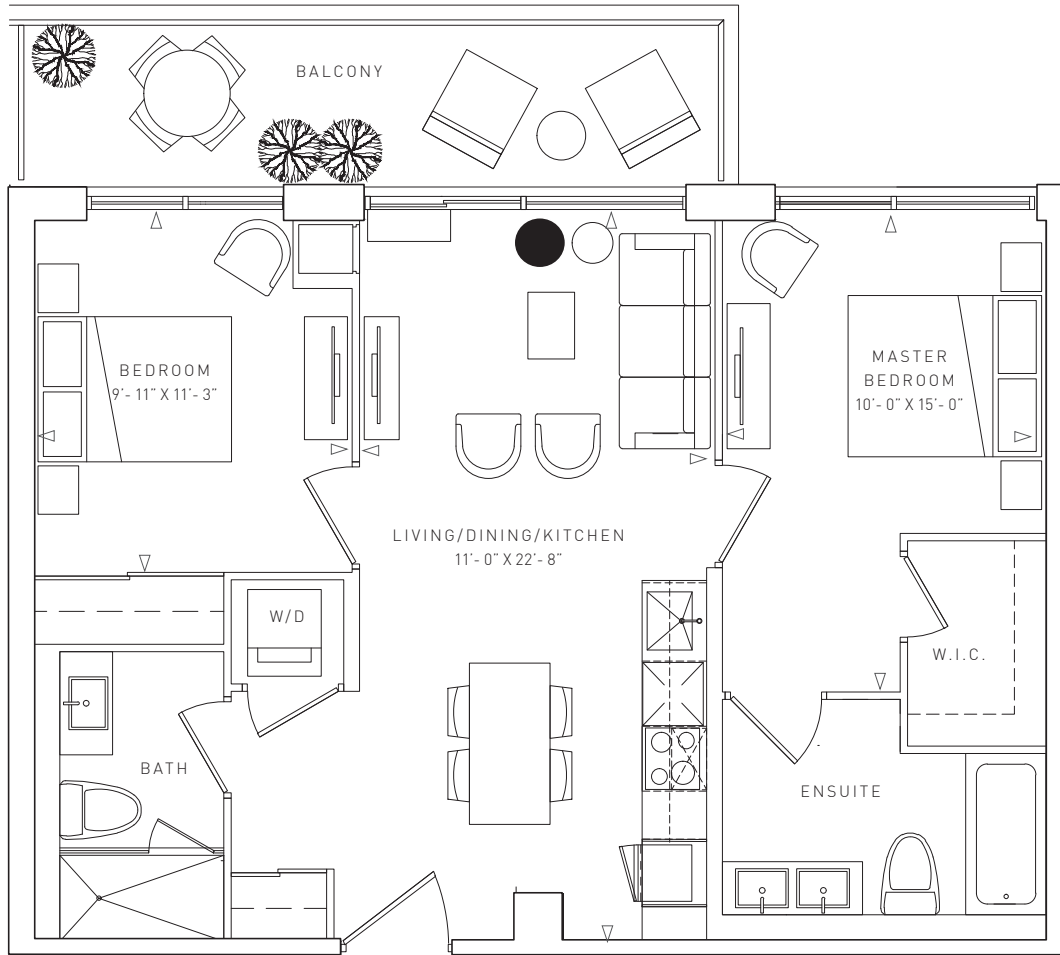 BALCONY
BEDROOM
9'- 11" X 11'- 3"
MASTER
BEDROOM
10'- 0" X 15'- 0"
LIVING/DINING/KITCHEN
11'- 0" X 22'- 8"
W/D
W.I.C.
BATH
ENSUITE